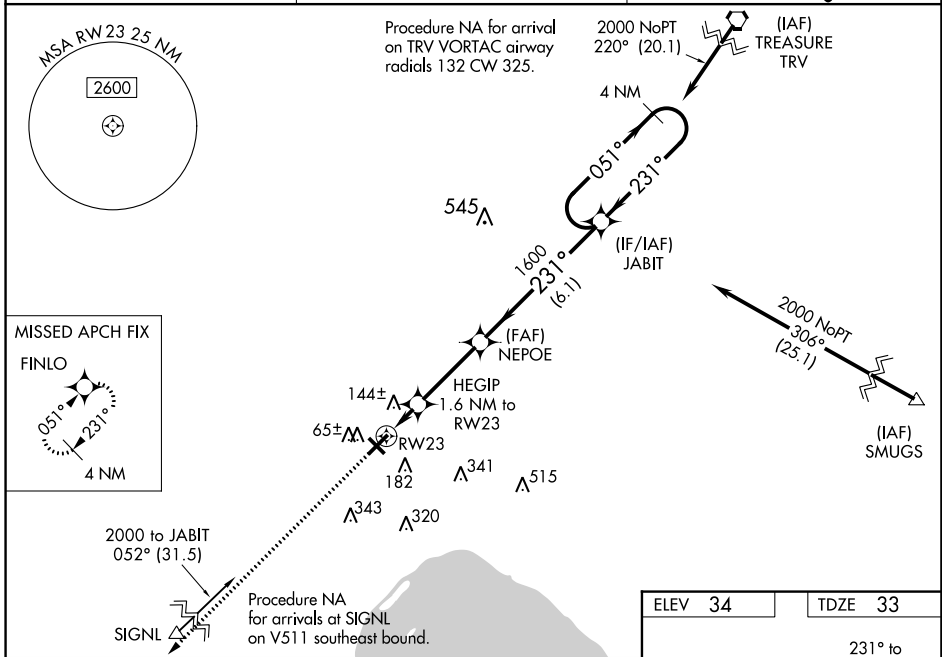 MSA RW 23 25 NM
2600
Procedure NA for arrival
on TRV VORTAC airway
radials 132 CW 325.
2000 NoPT
220° (20.1)
(IAF)
TREASURE
TRV
4 NM
051°
231°
545
(IF/IAF)
JABIT
1600
231°
(6.1)
2000 NoPT
306°
(25.1)
(IAF)
SMUGS
MISSED APCH FIX
FINLO
051°
231°
4 NM
(FAF)
NEPOE
HEGIP
1.6 NM to
RW23
144±
65±
RW23
182
341
515
343
320
2000 to JABIT
052° (31.5)
SIGNL
Procedure NA
for arrivals at SIGNL
on V511 southeast bound.
ELEV 34
TDZE 33
231° to